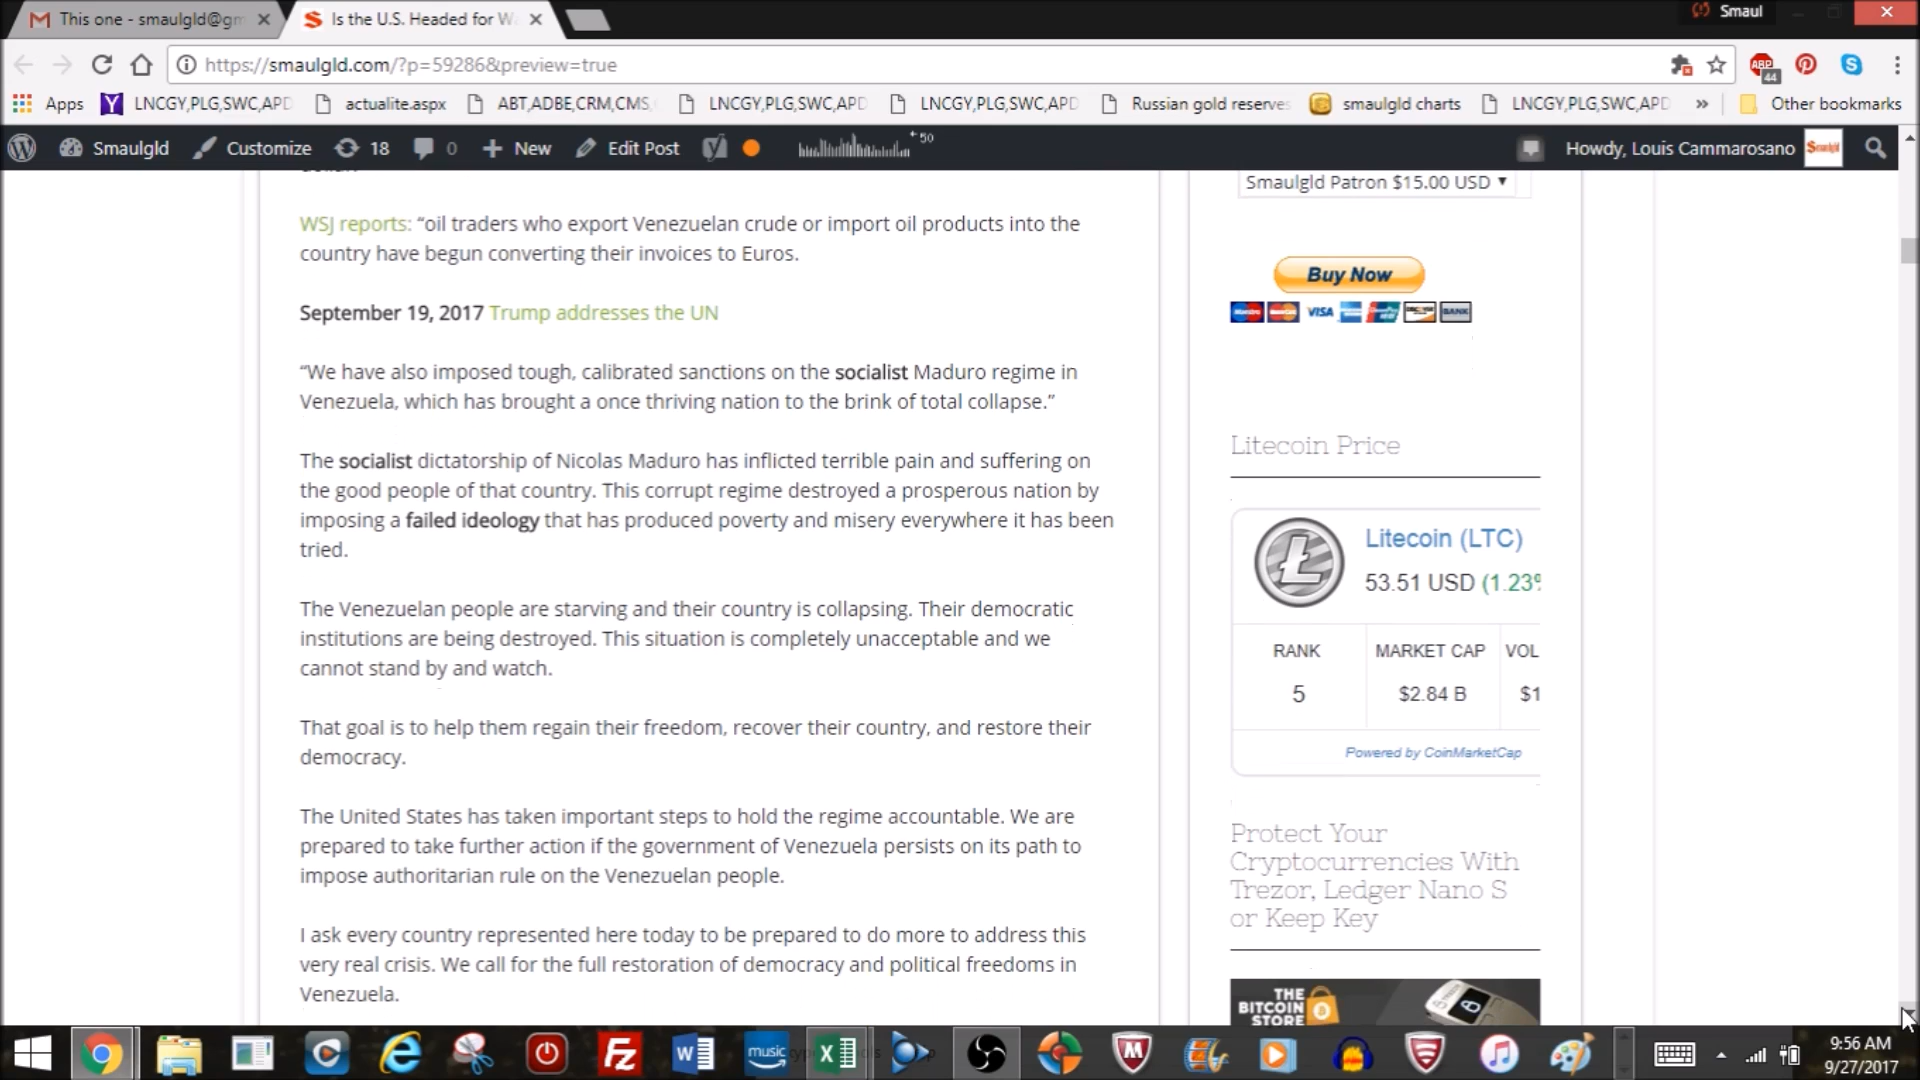 This one - smaulgld@gm
Is the U.S. Headed for W
Smaul
https://smaulgld.com/?p=59286&preview=true
44
Apps
LNCGY,PLG,SWC,APD
actualite.aspx
ABT,ADBE,CRM,CMS,
LNCGY,PLG,SWC,APD
LNCGY,PLG,SWC,APD
Russian gold reserves
smaulgld charts
LNCGY,PLG,SWC,APD
»
Other bookmarks
Smaulgld
Customize
18
0
New
Edit Post
50
Howdy, Louis Cammarosano
WSJ reports: “oil traders who export Venezuelan crude or import oil products into the
country have begun converting their invoices to Euros.
September 19, 2017 Trump addresses the UN
“We have also imposed tough, calibrated sanctions on the socialist Maduro regime in
Venezuela, which has brought a once thriving nation to the brink of total collapse.”
The socialist dictatorship of Nicolas Maduro has inflicted terrible pain and suffering on
the good people of that country. This corrupt regime destroyed a prosperous nation by
imposing a failed ideology that has produced poverty and misery everywhere it has been
tried.
The Venezuelan people are starving and their country is collapsing. Their democratic
institutions are being destroyed. This situation is completely unacceptable and we
cannot stand by and watch.
That goal is to help them regain their freedom, recover their country, and restore their
democracy.
The United States has taken important steps to hold the regime accountable. We are
prepared to take further action if the government of Venezuela persists on its path to
impose authoritarian rule on the Venezuelan people.
I ask every country represented here today to be prepared to do more to address this
very real crisis. We call for the full restoration of democracy and political freedoms in
Venezuela.
Smaulgld Patron $15.00 USD
Buy Now
VISA
BANK
Litecoin Price
Litecoin (LTC)
53.51 USD (1.23%
RANK
MARKET CAP
VOL
5
$2.84 B
$1
Powered by CoinMarketCap
Protect Your
Cryptocurrencies With
Trezor, Ledger Nano S
or Keep Key
THE
BITCOIN
STORE
music
9:56 AM
9/27/2017